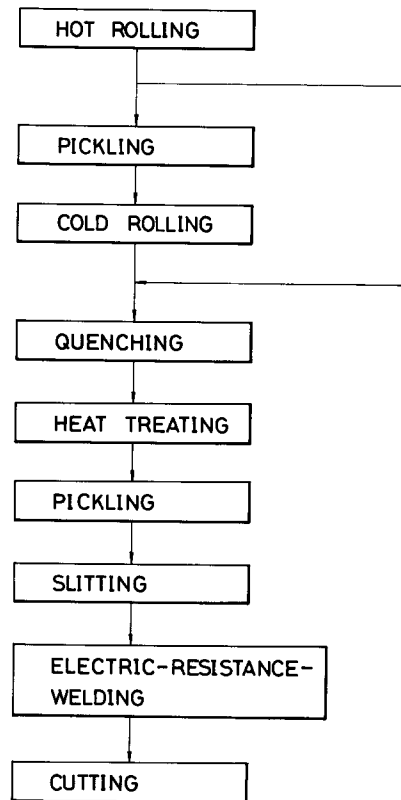 HOT ROLLING
PICKLING
COLD ROLLING
QUENCHING
HEAT TREATING
PICKLING
SLITTING
ELECTRIC-RESISTANCE-
WELDING
CUTTING